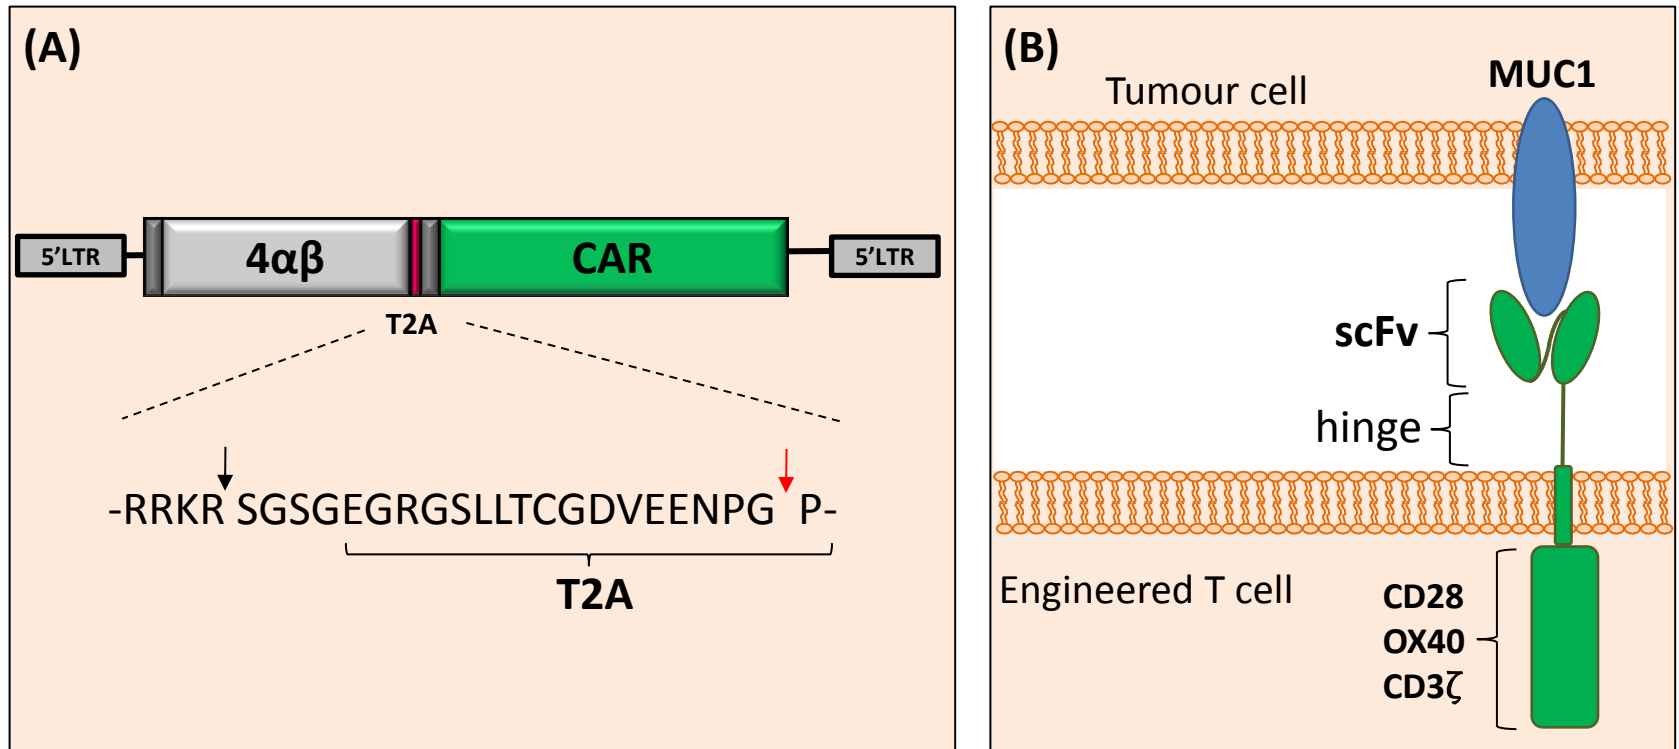 (A)
5'LTR
4αβ
CAR
5'LTR
T2A
-RRKR SGSGEGRGSLLTCGDVEENPG P-
T2A
(B)
MUC1
Tumour cell
scFv
hinge
Engineered T cell
CD28
OX40
CD3ζ